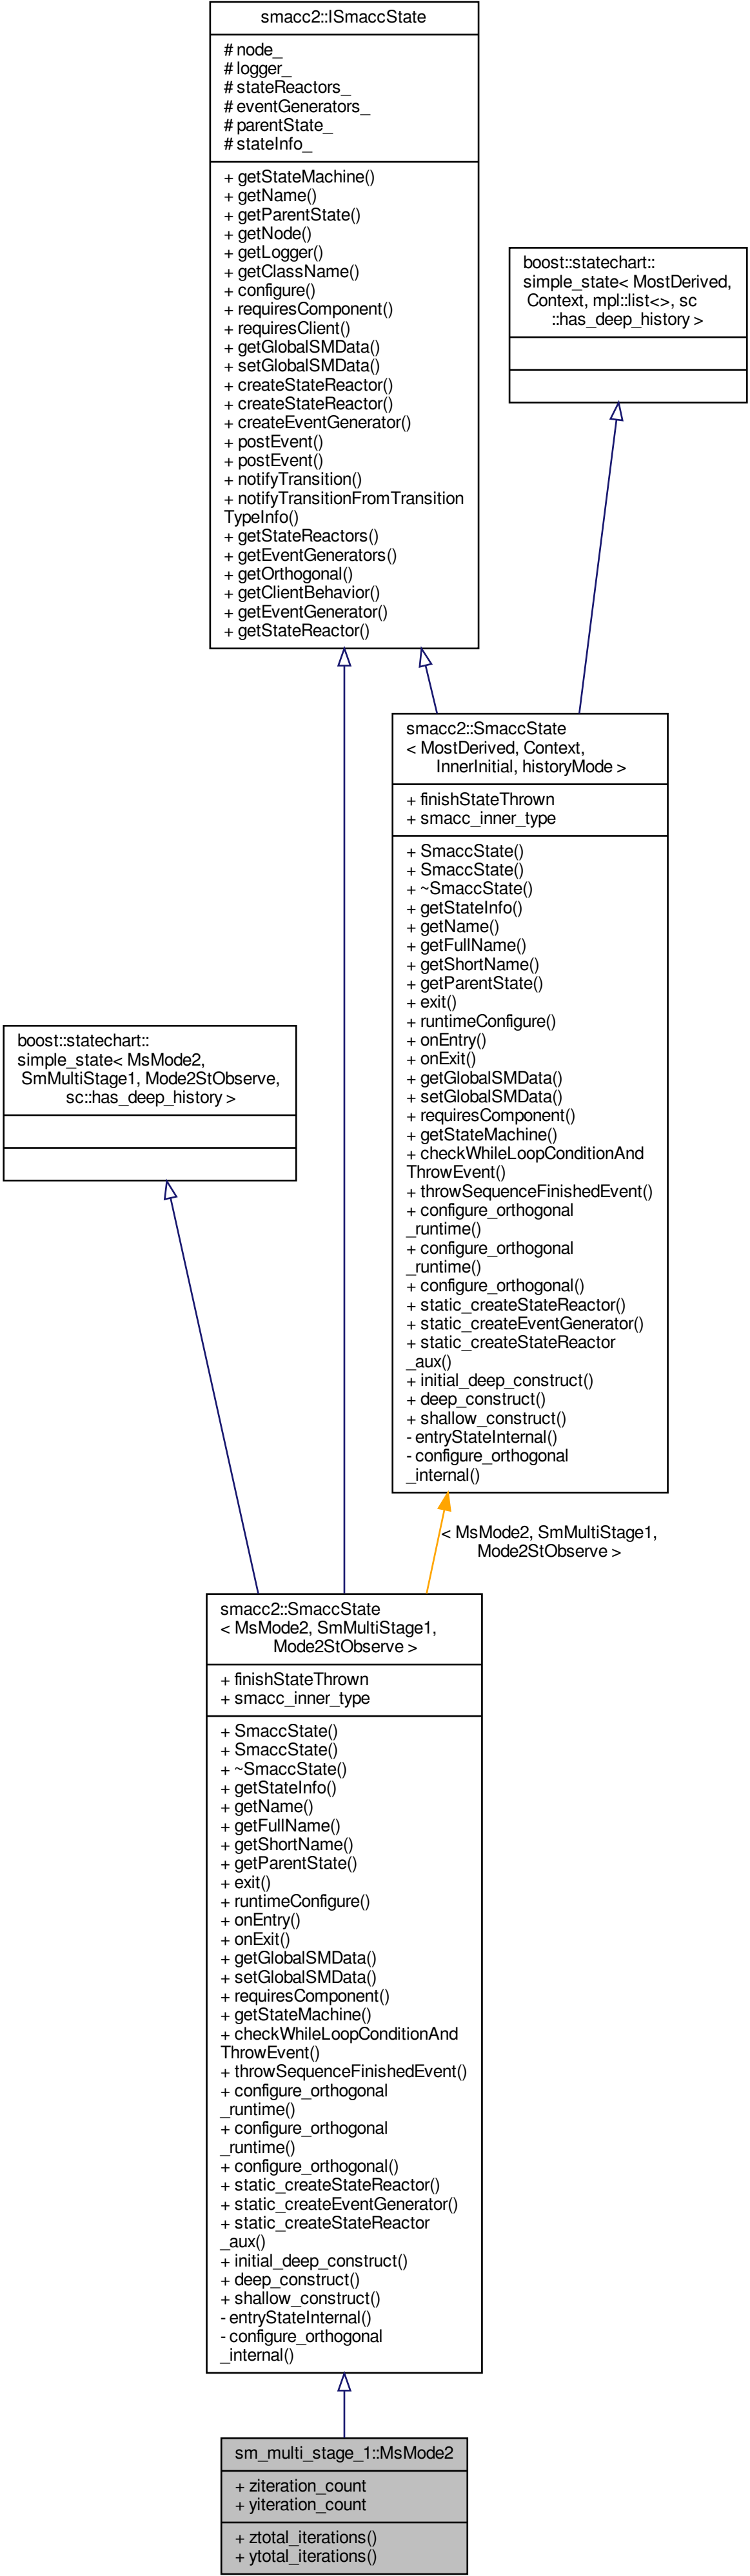 smacc2::ISmaccState
# node_
# logger_
# stateReactors_
# eventGenerators_
# parentState_
# stateInfo_
+ getStateMachine()
+ getName()
+ getParentState()
+ getNode()
+ getLogger()
+ getClassName()
+ configure()
+ requiresComponent()
+ requiresClient()
+ getGlobalSMData()
+ setGlobalSMData()
+ createStateReactor()
+ createStateReactor()
+ createEventGenerator()
+ postEvent()
+ postEvent()
+ notifyTransition()
+ notifyTransitionFromTransition
TypeInfo()
+ getStateReactors()
+ getEventGenerators()
+ getOrthogonal()
+ getClientBehavior()
+ getEventGenerator()
+ getStateReactor()
boost::statechart::
simple_state< MostDerived,
Context, mpl::list<>, sc
::has_deep_history >
smacc2::SmaccState
< MostDerived, Context,
InnerInitial, historyMode >
+ finishStateThrown
+ smacc_inner_type
+ SmaccState()
+ SmaccState()
+ ~SmaccState()
+ getStateInfo()
+ getName()
+ getFullName()
+ getShortName()
+ getParentState()
+ exit()
+ runtimeConfigure()
+ onEntry()
+ onExit()
+ getGlobalSMData()
+ setGlobalSMData()
+ requiresComponent()
+ getStateMachine()
+ checkWhileLoopConditionAnd
ThrowEvent()
+ throwSequenceFinishedEvent()
+ configure_orthogonal
_runtime()
+ configure_orthogonal
_runtime()
+ configure_orthogonal()
+ static_createStateReactor()
+ static_createEventGenerator()
+ static_createStateReactor
_aux()
+ initial_deep_construct()
+ deep_construct()
+ shallow_construct()
- entryStateInternal()
- configure_orthogonal
_internal()
boost::statechart::
simple_state< MsMode2,
SmMultiStage1, Mode2StObserve,
sc::has_deep_history >
< MsMode2, SmMultiStage1,
Mode2StObserve >
smacc2::SmaccState
< MsMode2, SmMultiStage1,
Mode2StObserve >
+ finishStateThrown
+ smacc_inner_type
+ SmaccState()
+ SmaccState()
+ ~SmaccState()
+ getStateInfo()
+ getName()
+ getFullName()
+ getShortName()
+ getParentState()
+ exit()
+ runtimeConfigure()
+ onEntry()
+ onExit()
+ getGlobalSMData()
+ setGlobalSMData()
+ requiresComponent()
+ getStateMachine()
+ checkWhileLoopConditionAnd
ThrowEvent()
+ throwSequenceFinishedEvent()
+ configure_orthogonal
_runtime()
+ configure_orthogonal
_runtime()
+ configure_orthogonal()
+ static_createStateReactor()
+ static_createEventGenerator()
+ static_createStateReactor
_aux()
+ initial_deep_construct()
+ deep_construct()
+ shallow_construct()
- entryStateInternal()
- configure_orthogonal
_internal()
sm_multi_stage_1::MsMode2
+ ziteration_count
+ yiteration_count
+ ztotal_iterations()
+ ytotal_iterations()